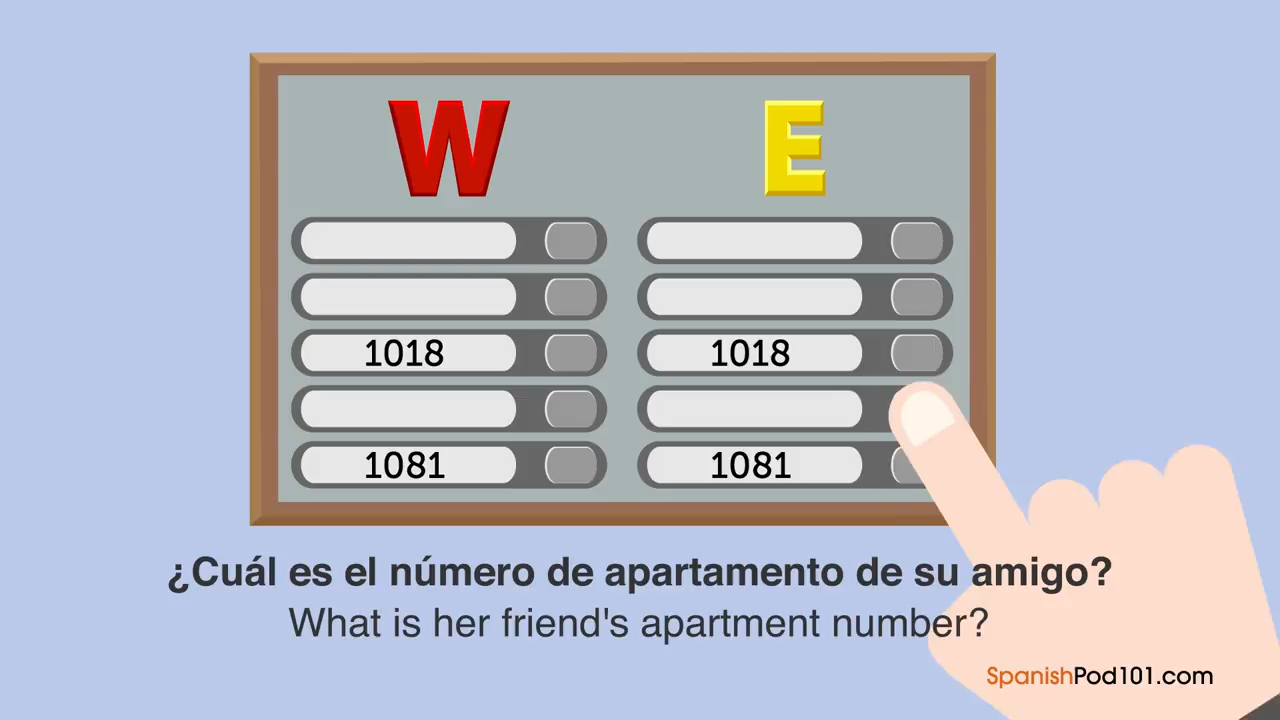 W E
1018 1018
1081 1081
¿Cuál es el número de apartamento de su amigo?
What is her friend's apartment number?
SpanishPod101.com